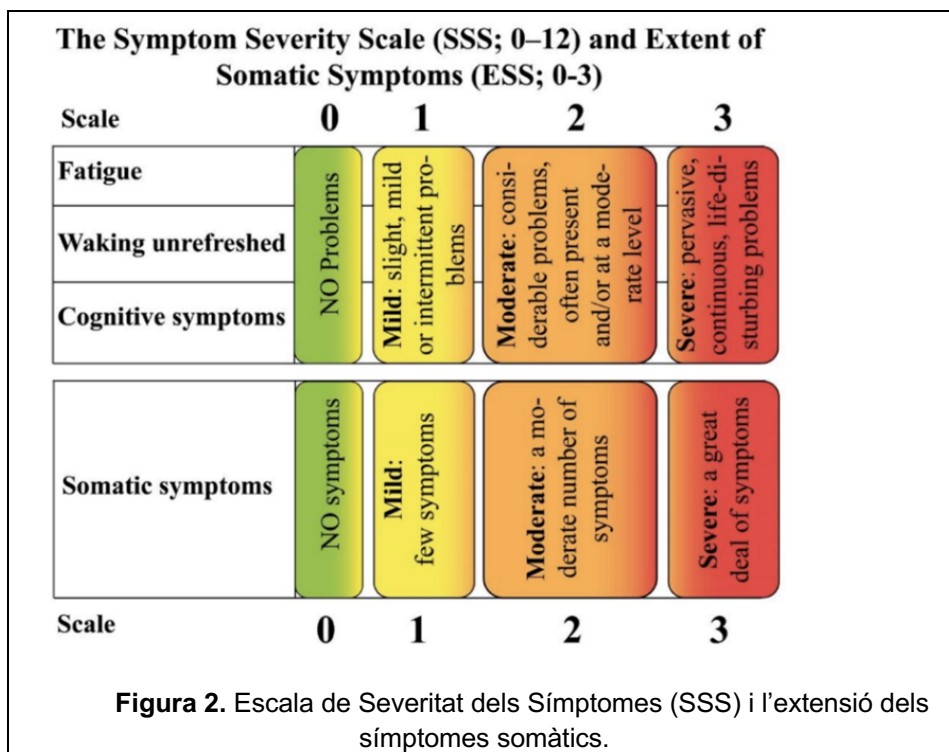 The Symptom Severity Scale (SSS; 0–12) and Extent of
Somatic Symptoms (ESS; 0-3)
Scale 0 1 2 3
Fatigue
Waking unrefreshed
Cognitive symptoms
NO Problems
Mild: slight, mild
or intermittent pro-
blems
Moderate: consi-
derable problems,
often present
and/or at a mode-
rate level
Severe: pervasive,
continuous, life-di-
sturbing problems
Somatic symptoms
NO symptoms
Mild:
few symptoms
Moderate: a mo-
derate number of
symptoms
Severe: a great
deal of symptoms
Scale 0 1 2 3
Figura 2. Escala de Severitat dels Símptomes (SSS) i l’extensió dels
símptomes somàtics.